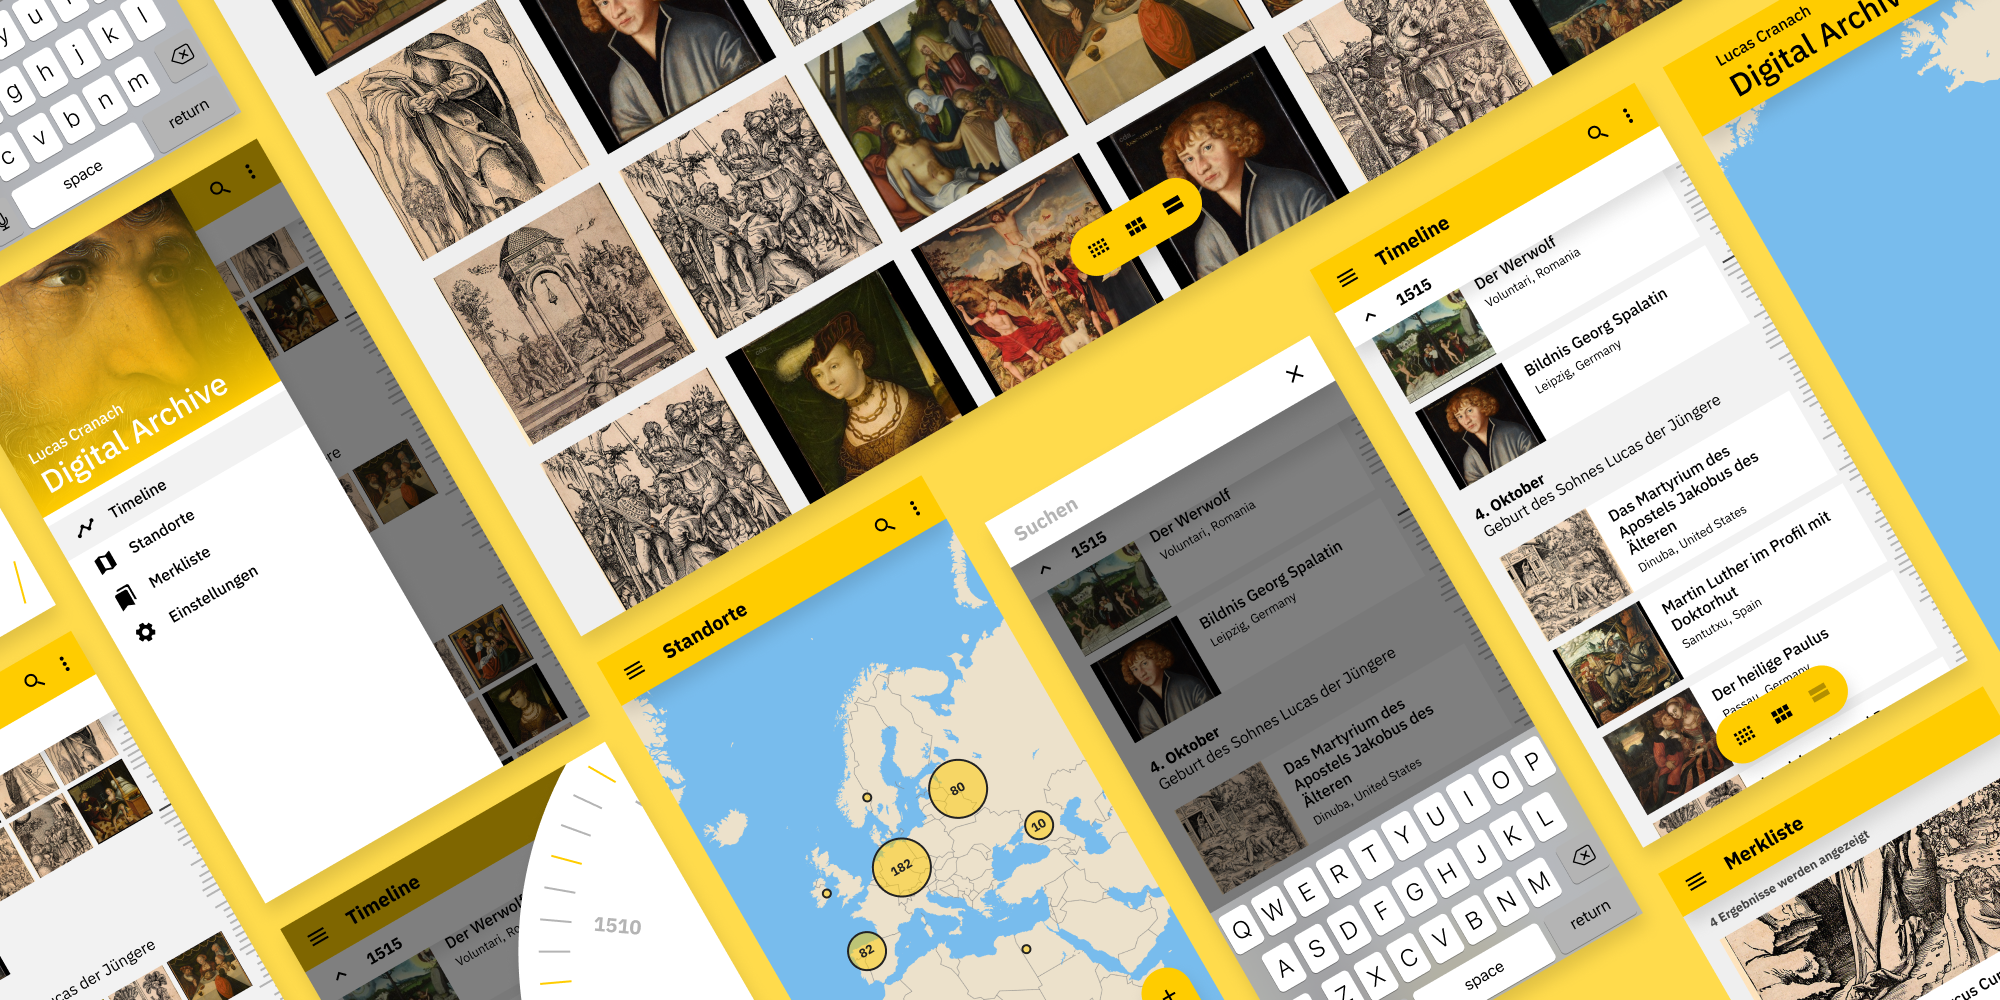 y u
g h j k l
c v b n m
space
return
Lucas Cranach
Digital Archive
Timeline
Standorte
Merkliste
Einstellungen
Timeline
1515
Der Werwolf
1510
Standorte
80
10
182
82
Suchen
1515
Der Werwolf
Voluntari, Romania
Bildnis Georg Spalatin
Leipzig, Germany
4. Oktober
Geburt des Sohnes Lucas der Jüngere
Das Martyrium des
Apostels Jakobus des
Älteren
Dinuba, United States
Q W E R T Y U I O P
A S D F G H J K L
Z X C V B N M
space
return
Timeline
1515
Der Werwolf
Voluntari, Romania
Bildnis Georg Spalatin
Leipzig, Germany
4. Oktober
Geburt des Sohnes Lucas der Jüngere
Das Martyrium des
Apostels Jakobus des
Älteren
Dinuba, United States
Martin Luther im Profil mit
Doktorhut
Santutxu, Spain
Der heilige Paulus
Passau, Germany
Lucas Cranach
Digital Archiv
Merkliste
4 Ergebnisse werden angezeigt
der Jüngere